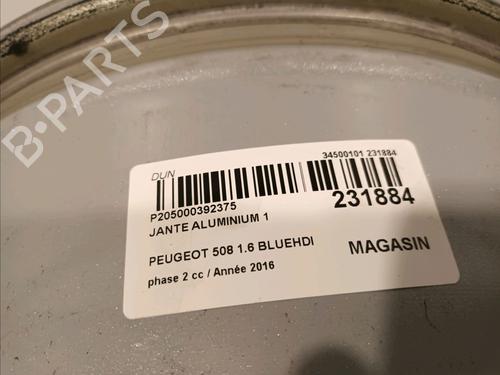 B-PARTS
DUN
34500101 231884
P205000392375
231884
JANTE ALUMINIUM 1
PEUGEOT 508 1.6 BLUEHDI
MAGASIN
phase 2 cc / Année 2016